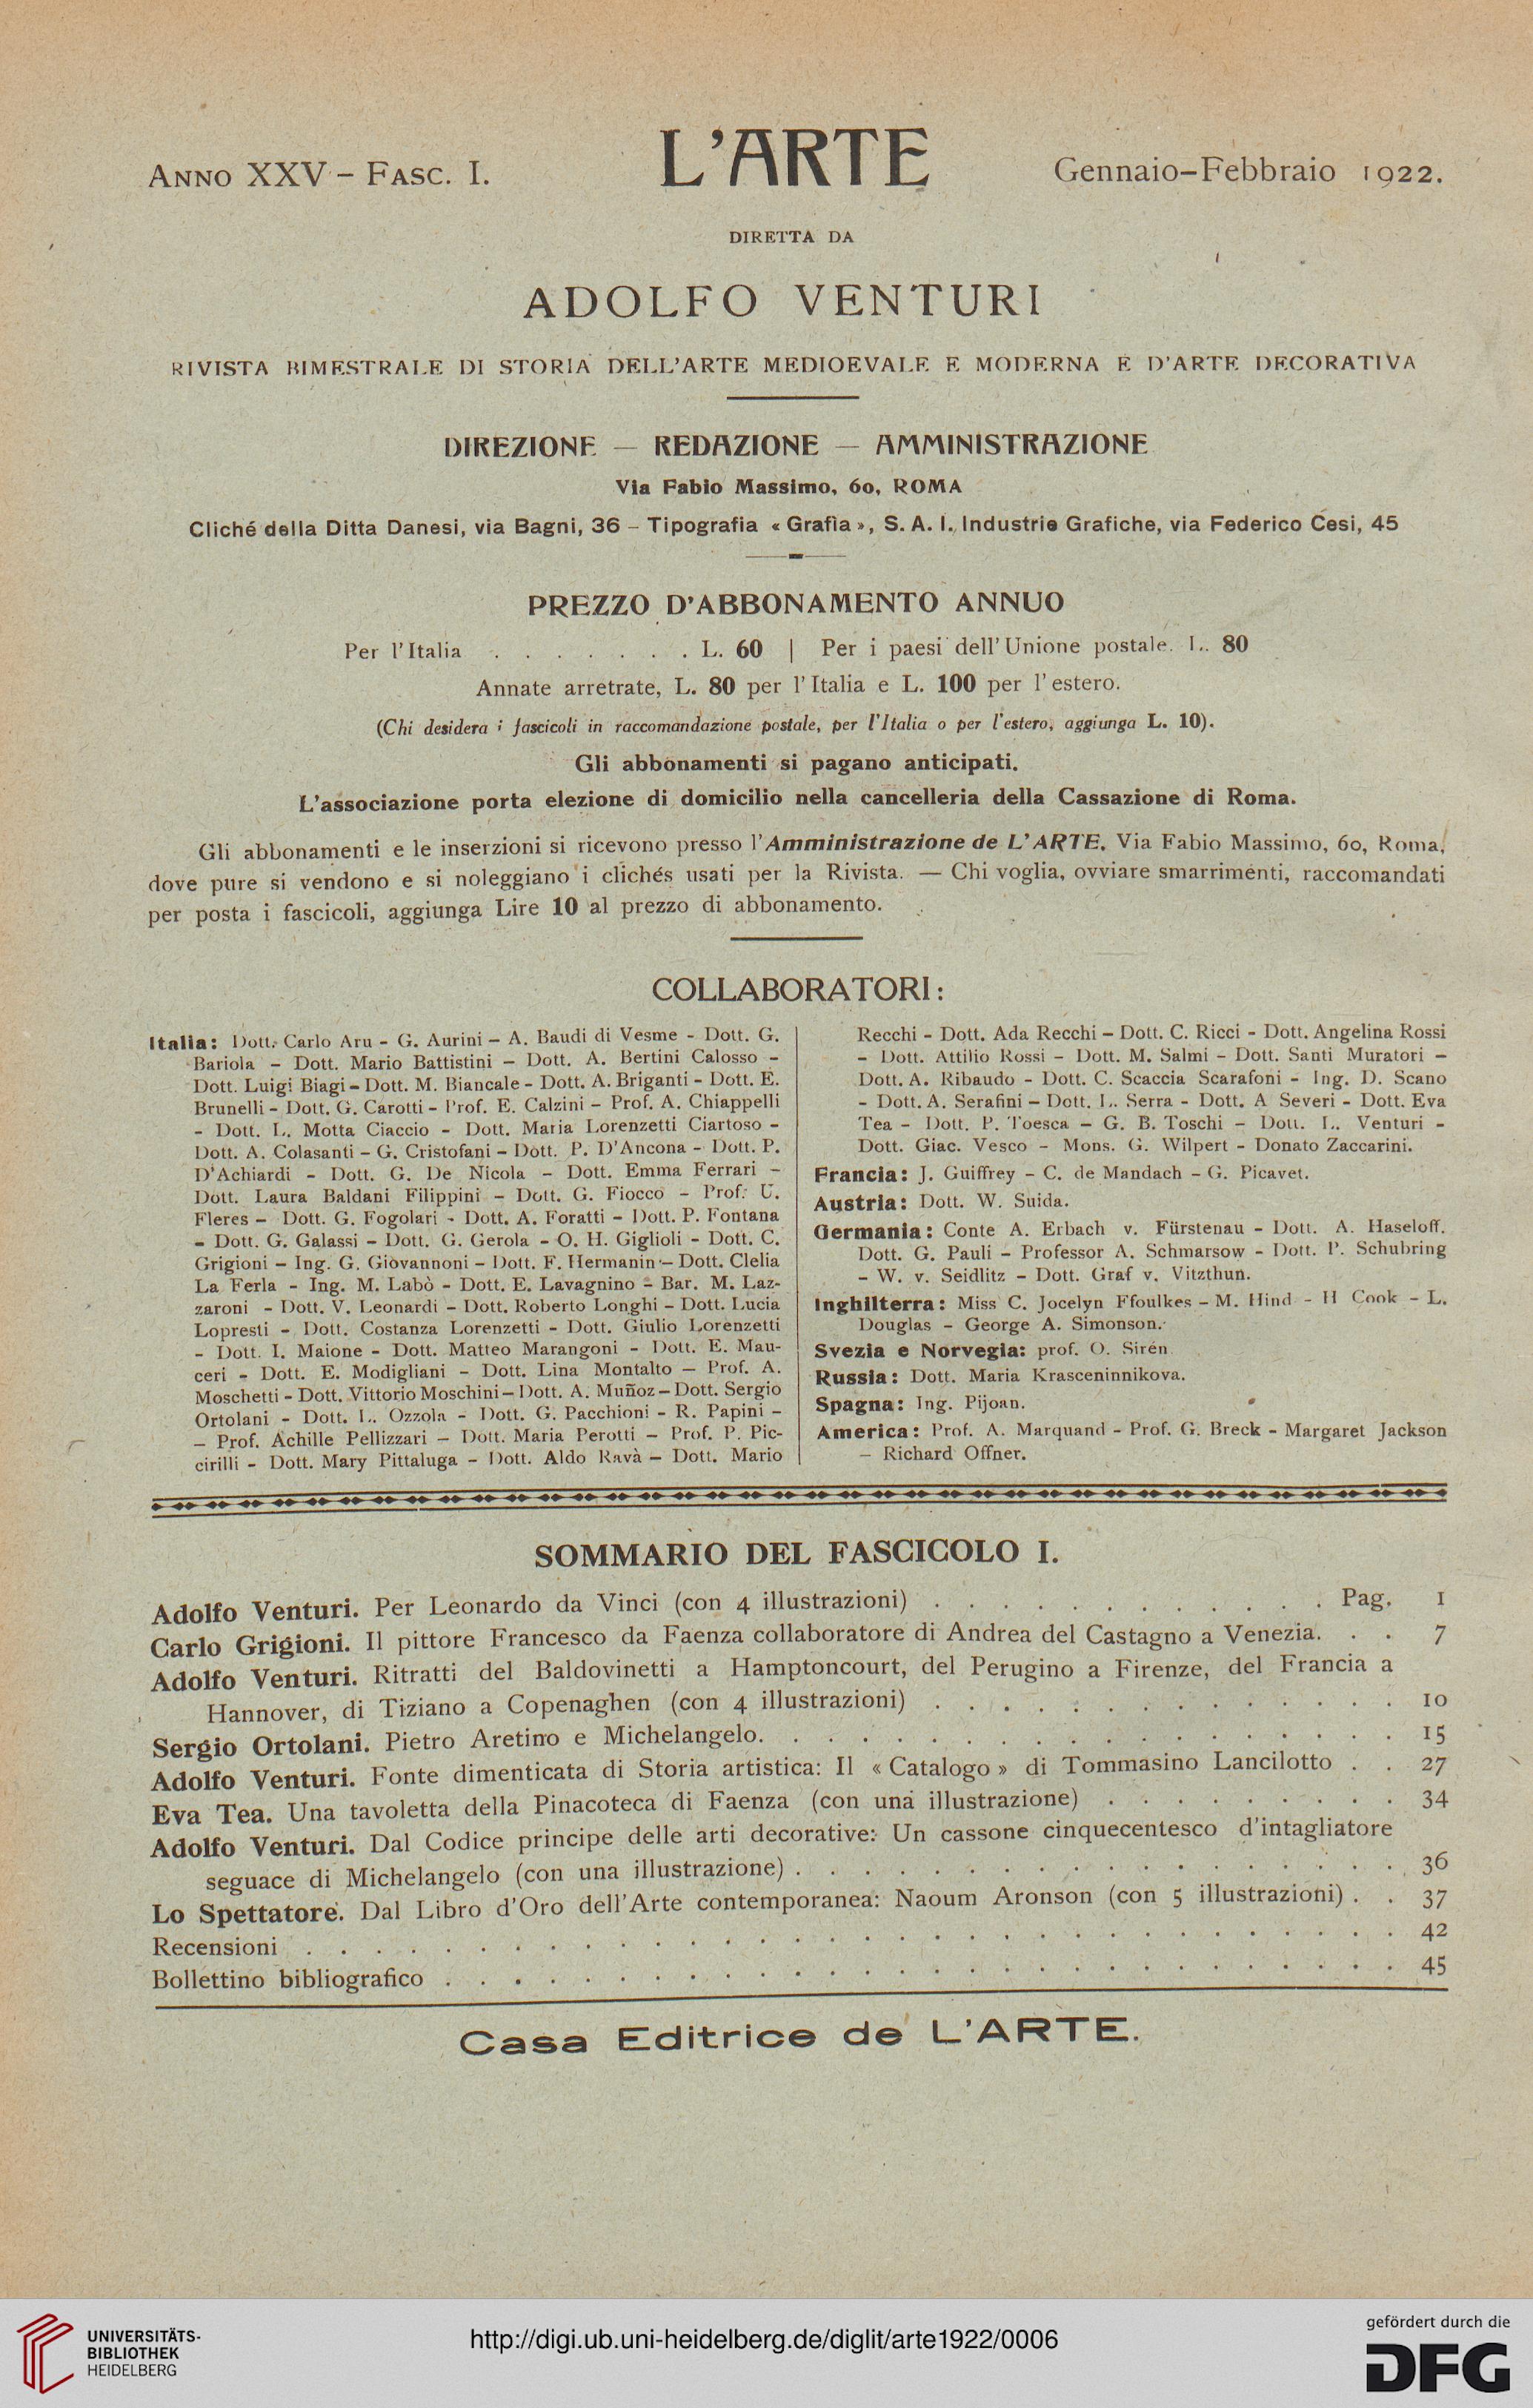 ANNO XXV – FASC. I.
L'ARTE
Gennaio–Febbraio 1922.
DIRETTA DA
ADOLFO VENTURI
RIVISTA BIMESTRALE DI STORIA DELL'ARTE MEDIOEVALE E MODERNA E D'ARTE DECORATIVA
DIREZIONE — REDAZIONE — AMMINISTRAZIONE
Via Fabio Massimo, 60, ROMA
Cliché della Ditta Danesi, via Bagni, 36 – Tipografia « Grafia », S. A. I. Industrie Grafiche, via Federico Cesi, 45
PREZZO D'ABBONAMENTO ANNUO
Per l'Italia . . . . . . . . L. 60 | Per i paesi dell'Unione postale. L. 80
Annate arretrate, L. 80 per l'Italia e L. 100 per l'estero.
(Chi desidera i fascicoli in raccomandazione postale, per l'Italia o per l'estero, aggiunga L. 10).
Gli abbonamenti si pagano anticipati.
L'associazione porta elezione di domicilio nella cancelleria della Cassazione di Roma.
Gli abbonamenti e le inserzioni si ricevono presso l'Amministrazione de L'ARTE, Via Fabio Massimo, 60, Roma,
dove pure si vendono e si noleggiano i clichés usati per la Rivista. — Chi voglia, ovviare smarrimenti, raccomandati
per posta i fascicoli, aggiunga Lire 10 al prezzo di abbonamento.
COLLABORATORI:
Italia: Dott. Carlo Aru - G. Aurini – A. Baudi di Vesme - Dott. G.
Bariola – Dott. Mario Battistini – Dott. A. Bertini Calosso –
Dott. Luigi Biagi – Dott. M. Biancale - Dott. A. Briganti - Dott. E.
Brunelli - Dott. G. Carotti - Prof. E. Calzini – Prof. A. Chiappelli
- Dott. L. Motta Ciaccio - Dott. Maria Lorenzetti Ciartoso -
Dott. A. Colasanti – G. Cristofani – Dott. P. D'Ancona - Dott. P.
D'Achiardi - Dott. G. De Nicola - Dott. Emma Ferrari –
Dott. Laura Baldani Filippini – Dott. G. Fiocco – Prof. U.
Fleres – Dott. G. Fogolari - Dott. A. Foratti – Dott. P. Fontana
– Dott. G. Galassi – Dott. G. Gerola - O. H. Giglioli - Dott. C.
Grigioni – Ing. G. Giovannoni – Dott. F. Hermanin – Dott. Clelia
La Ferla - Ing. M. Labò - Dott. E. Lavagnino - Bar. M. Laz-
zaroni - Dott. V. Leonardi – Dott. Roberto Longhi – Dott. Lucia
Lopresti - Dott. Costanza Lorenzetti - Dott. Giulio Lorenzetti
- Dott. I. Maione - Dott. Matteo Marangoni - Dott. E. Mau-
ceri - Dott. E. Modigliani - Dott. Lina Montalto – Prof. A.
Moschetti - Dott. Vittorio Moschini – Dott. A. Muñoz – Dott. Sergio
Ortolani - Dott. L. Ozzola - Dott. G. Pacchioni - R. Papini –
– Prof. Achille Pellizzari – Dott. Maria Perotti – Prof. P. Pic-
cirilli - Dott. Mary Pittaluga - Dott. Aldo Ravà – Dott. Mario
Recchi - Dott. Ada Recchi – Dott. C. Ricci - Dott. Angelina Rossi
- Dott. Attilio Rossi – Dott. M. Salmi – Dott. Santi Muratori –
Dott. A. Ribaudo - Dott. C. Scaccia Scarafoni - Ing. D. Scano
- Dott. A. Serafini – Dott. L. Serra - Dott. A Severi - Dott. Eva
Tea - Dott. P. Toesca – G. B. Toschi – Dott. L. Venturi -
Dott. Giac. Vesco - Mons. G. Wilpert - Donato Zaccarini.
Francia: J. Guiffrey – C. de Mandach – G. Picavet.
Austria: Dott. W. Suida.
Germania: Conte A. Erbach v. Fürstenau - Dott. A. Haseloff.
Dott. G. Pauli – Professor A. Schmarsow - Dott. P. Schubring
– W. v. Seidlitz – Dott. Graf v. Vitzthun.
Inghilterra: Miss C. Jocelyn Ffoulkes – M. Hind - H Cook - L.
Douglas – George A. Simonson.
Svezia e Norvegia: prof. O. Sirén
Russia: Dott. Maria Krasceninnikova.
Spagna: Ing. Pijoan.
America: Prof. A. Marquand - Prof. G. Breck - Margaret Jackson
– Richard Offner.
SOMMARIO DEL FASCICOLO I.
Adolfo Venturi. Per Leonardo da Vinci (con 4 illustrazioni) . . . . . . . . . . . . Pag. 1
Carlo Grigioni. Il pittore Francesco da Faenza collaboratore di Andrea del Castagno a Venezia. . . 7
Adolfo Venturi. Ritratti del Baldovinetti a Hamptoncourt, del Perugino a Firenze, del Francia a
Hannover, di Tiziano a Copenaghen (con 4 illustrazioni) . . . . . . . . . . . . . . 10
Sergio Ortolani. Pietro Aretino e Michelangelo. . . . . . . . . . . . . . . . . . . 15
Adolfo Venturi. Fonte dimenticata di Storia artistica: Il « Catalogo » di Tommasino Lancilotto . . 27
Eva Tea. Una tavoletta della Pinacoteca di Faenza (con una illustrazione) . . . . . . . . . 34
Adolfo Venturi. Dal Codice principe delle arti decorative: Un cassone cinquecentesco d'intagliatore
seguace di Michelangelo (con una illustrazione) . . . . . . . . . . . . . . . . . . 36
Lo Spettatore. Dal Libro d'Oro dell'Arte contemporanea: Naoum Aronson (con 5 illustrazioni) . . 37
Recensioni . . . . . . . . . . . . . . . . . . . . . . . . . . . . . . . . 42
Bollettino bibliografico . . . . . . . . . . . . . . . . . . . . . . . . . . . . 45
Casa Editrice de L'ARTE.
UNIVERSITÄTS-
BIBLIOTHEK
HEIDELBERG
http://digi.ub.uni-heidelberg.de/diglit/arte1922/0006
gefördert durch die
DFG